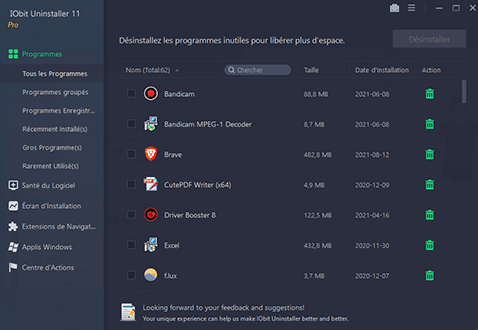 IObit Uninstaller 11
Pro
Désinstallez les programmes inutiles pour libérer plus d'espace.
Désinstaller
Programmes
Tous les Programmes
Programmes groupés
Programmes Enregistr...
Récemment Installé(s)
Gros Programme(s)
Rarement Utilisé(s)
Santé du Logiciel
Écran d'Installation
Extensions de Navigat...
Applis Windows
Centre d'Actions
Nom (Total:62) Chercher Taille Date d'Installation Action
Bandicam 88,8 MB 2021-06-08
Bandicam MPEG-1 Decoder 8,7 MB 2021-06-08
Brave 482,8 MB 2021-08-12
CutePDF Writer (x64) 4,9 MB 2020-12-09
Driver Booster 8 122,5 MB 2021-04-16
Excel 432,8 MB 2020-11-30
f.lux 3,7 MB 2020-12-07
Looking forward to your feedback and suggestions!
Your unique experience can help us make IObit Uninstaller better and better.